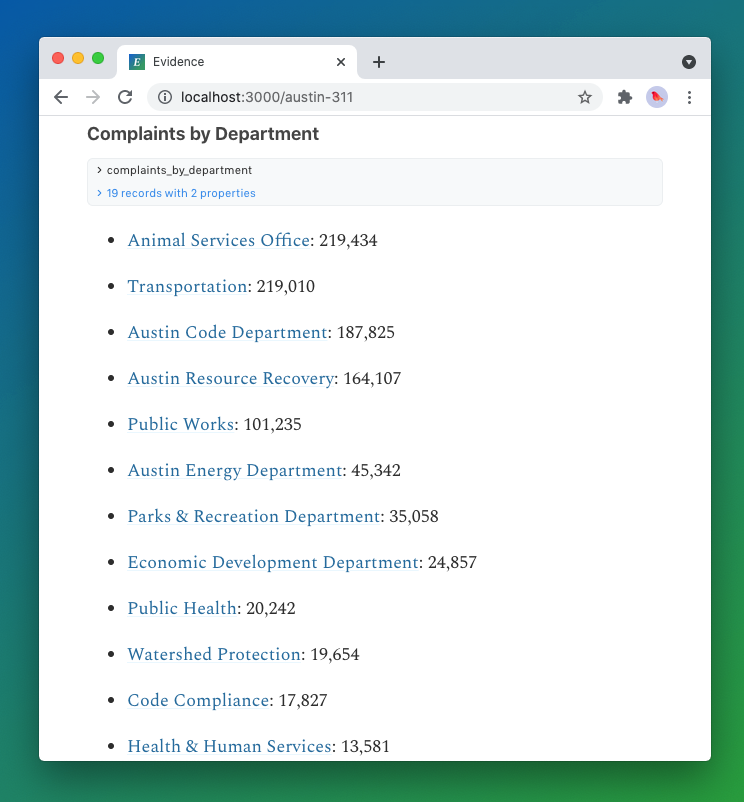 E Evidence
localhost:3000/austin-311
Complaints by Department
complaints_by_department
19 records with 2 properties
Animal Services Office: 219,434
Transportation: 219,010
Austin Code Department: 187,825
Austin Resource Recovery: 164,107
Public Works: 101,235
Austin Energy Department: 45,342
Parks & Recreation Department: 35,058
Economic Development Department: 24,857
Public Health: 20,242
Watershed Protection: 19,654
Code Compliance: 17,827
Health & Human Services: 13,581